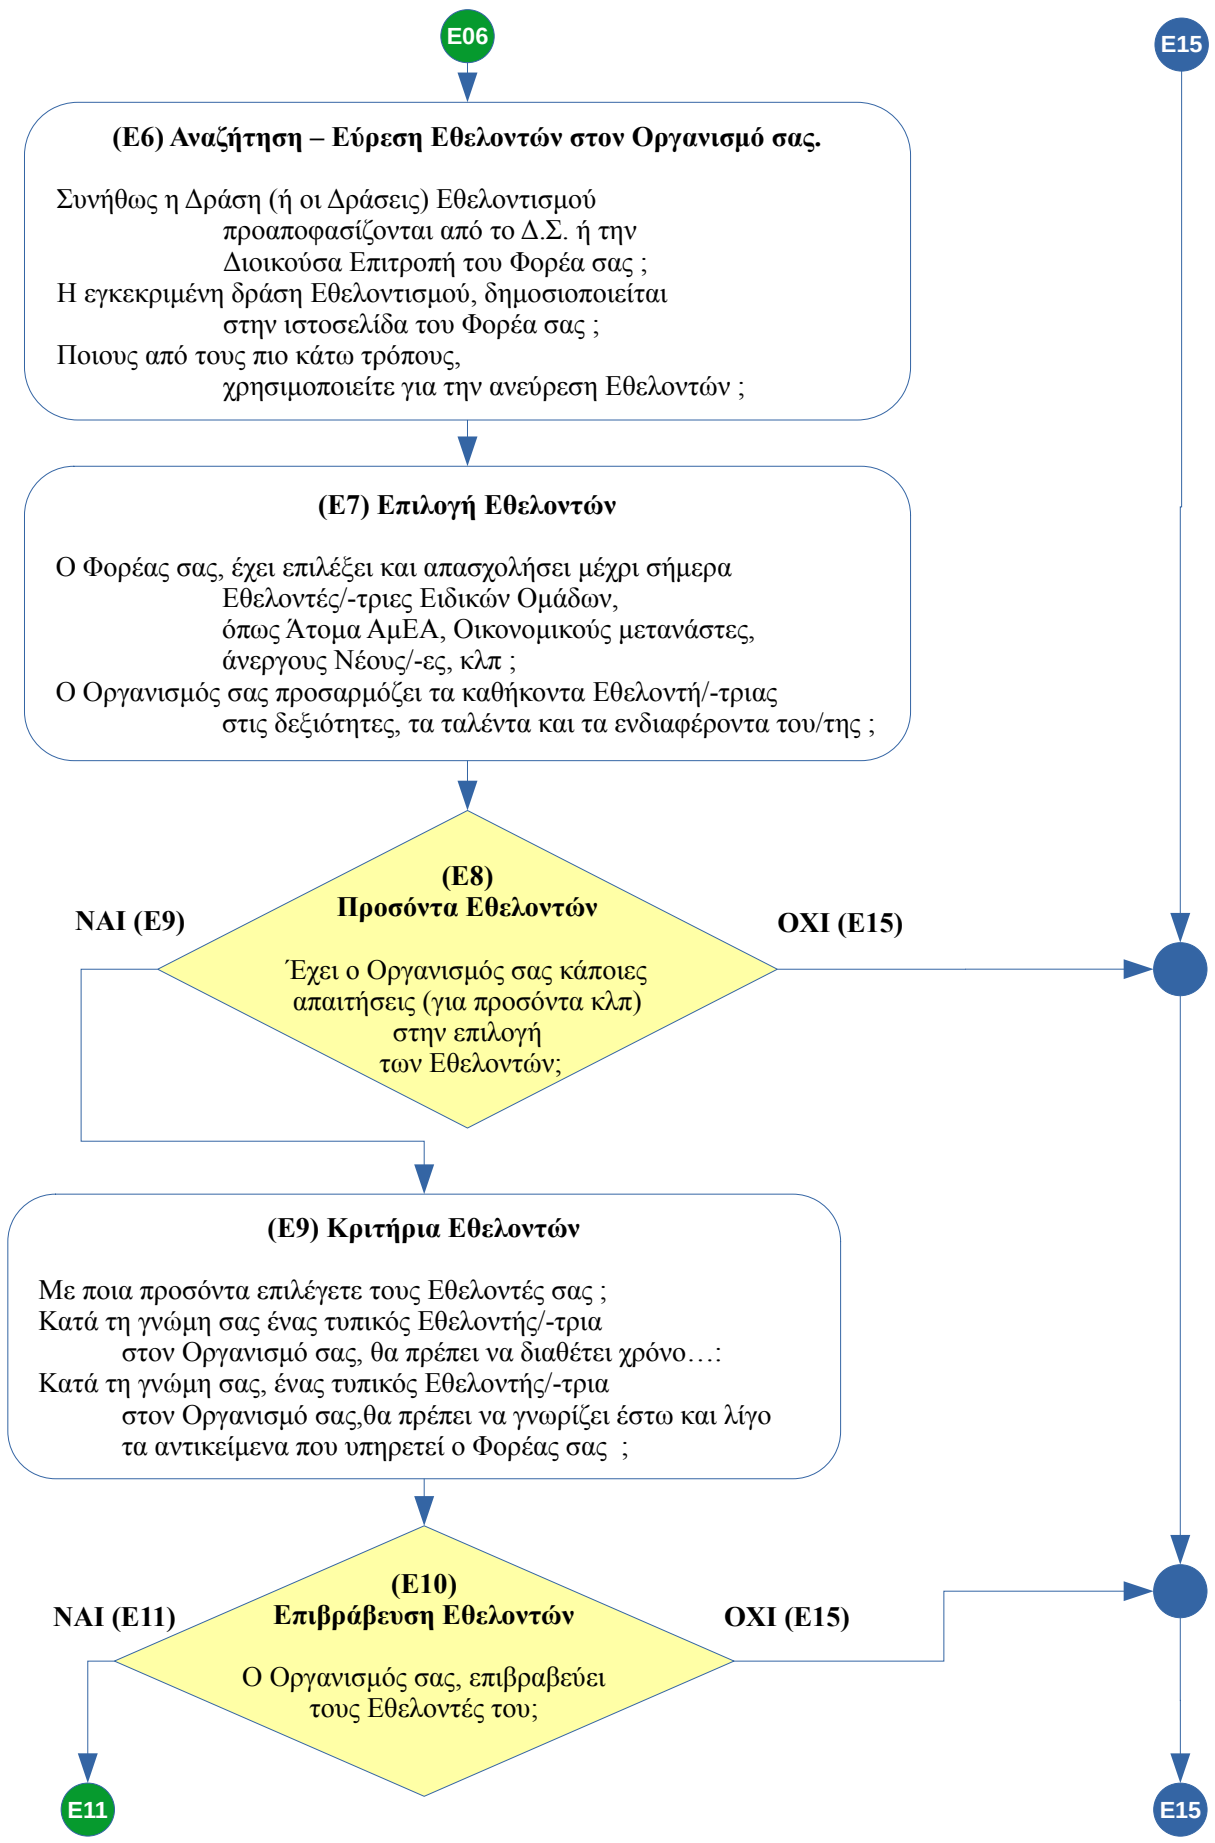 E06
E15
(E6) Αναζήτηση – Εύρεση Εθελοντών στον Οργανισμό σας.
Συνήθως η Δράση (ή οι Δράσεις) Εθελοντισμού
προαποφασίζονται από το Δ.Σ. ή την
Διοικούσα Επιτροπή του Φορέα σας ;
Η εγκεκριμένη δράση Εθελοντισμού, δημοσιοποιείται
στην ιστοσελίδα του Φορέα σας ;
Ποιους από τους πιο κάτω τρόπους,
χρησιμοποιείτε για την ανεύρεση Εθελοντών ;
(E7) Επιλογή Εθελοντών
Ο Φορέας σας, έχει επιλέξει και απασχολήσει μέχρι σήμερα
Εθελοντές/-τριες Ειδικών Ομάδων,
όπως Άτομα ΑμΕΑ, Οικονομικούς μετανάστες,
άνεργους Νέους/-ες, κλπ ;
Ο Οργανισμός σας προσαρμόζει τα καθήκοντα Εθελοντή/-τριας
στις δεξιότητες, τα ταλέντα και τα ενδιαφέροντα του/της ;
(E8)
Προσόντα Εθελοντών
ΝΑΙ (E9)
ΟΧΙ (E15)
Έχει ο Οργανισμός σας κάποιες
απαιτήσεις (για προσόντα κλπ)
στην επιλογή
των Εθελοντών;
(E9) Κριτήρια Εθελοντών
Με ποια προσόντα επιλέγετε τους Εθελοντές σας ;
Κατά τη γνώμη σας ένας τυπικός Εθελοντής/-τρια
στον Οργανισμό σας, θα πρέπει να διαθέτει χρόνο…:
Κατά τη γνώμη σας, ένας τυπικός Εθελοντής/-τρια
στον Οργανισμό σας,θα πρέπει να γνωρίζει έστω και λίγο
τα αντικείμενα που υπηρετεί ο Φορέας σας  ;
(E10)
Επιβράβευση Εθελοντών
ΝΑΙ (E11)
ΟΧΙ (E15)
Ο Οργανισμός σας, επιβραβεύει
τους Εθελοντές του;
E11
E15